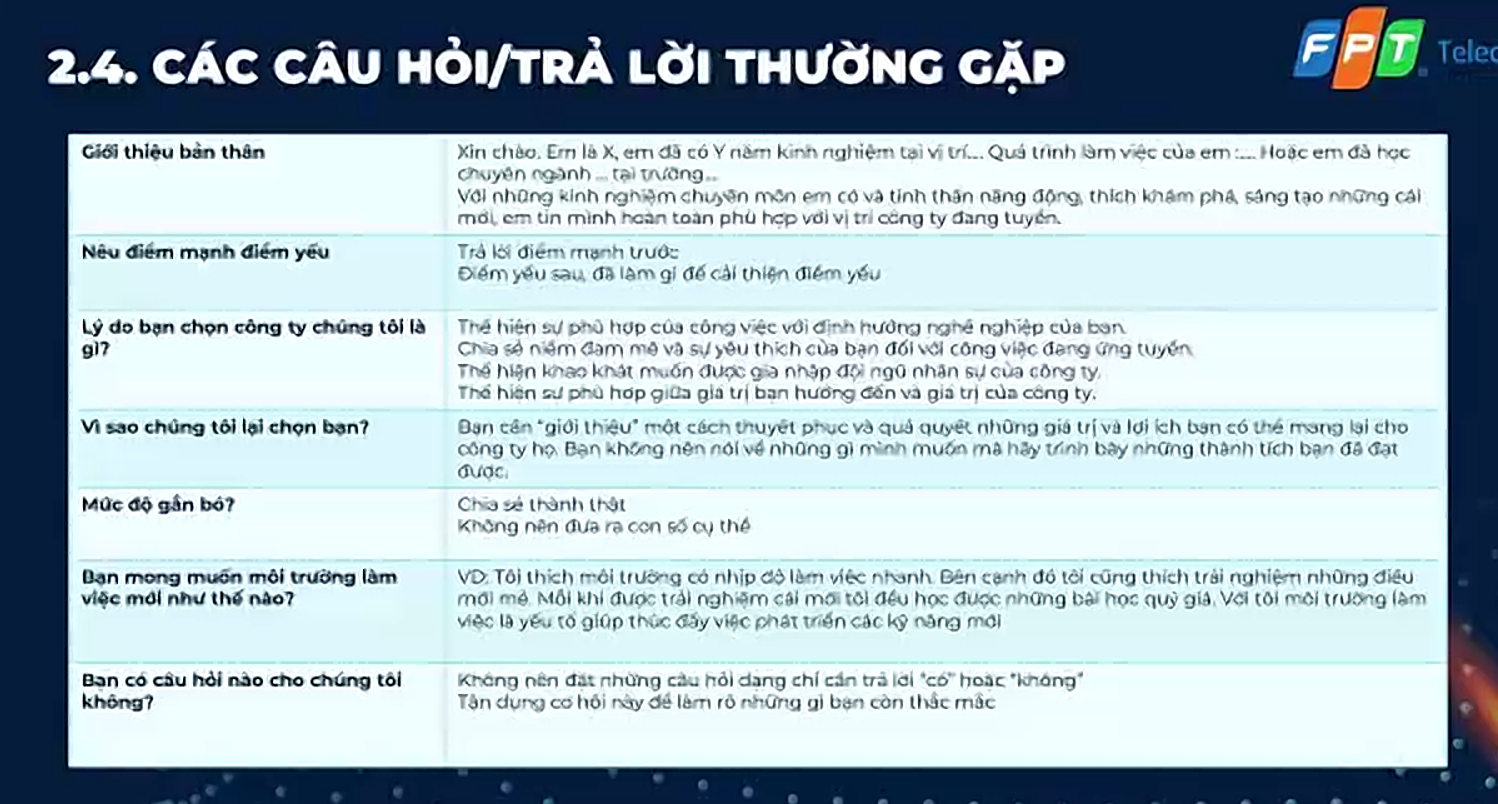 2.4. CÁC CÂU HỎI/TRẢ LỜI THƯỜNG GẶP
FPT Telec
Giới thiệu bản thân
Xin chào. Em là X, em đã có Y năm kinh nghiệm tại vị trí.... Quá trình làm việc của em :.... Hoặc em đã học
chuyên ngành ... tại trường...
Với những kinh nghiệm chuyên môn em có và tinh thần năng động, thích khám phá, sáng tạo những cái
mới, em tin mình hoàn toàn phù hợp với vị trí công ty đang tuyển.
Nêu điểm mạnh điểm yếu
Trả lời điểm mạnh trước
Điểm yếu sau, đã làm gì để cải thiện điểm yếu
Lý do bạn chọn công ty chúng tôi là
gì?
Thể hiện sự phù hợp của công việc với định hướng nghề nghiệp của bạn.
Chia sẻ niềm đam mê và sự yêu thích của bạn đối với công việc đang ứng tuyển.
Thể hiện khao khát muốn được gia nhập đội ngũ nhân sự của công ty.
Thể hiện sự phù hợp giữa giá trị bạn hướng đến và giá trị của công ty.
Vì sao chúng tôi lại chọn bạn?
Bạn cần "giới thiệu" một cách thuyết phục và quả quyết những giá trị và lợi ích bạn có thể mang lại cho
công ty họ. Bạn không nên nói về những gì mình muốn mà hãy trình bày những thành tích bạn đã đạt
được.
Mức độ gắn bó?
Chia sẻ thành thật
Không nên đưa ra con số cụ thể
Bạn mong muốn môi trường làm
việc mới như thế nào?
VD: Tôi thích môi trường có nhịp độ làm việc nhanh. Bên cạnh đó tôi cũng thích trải nghiệm những điều
mới mẻ. Mỗi khi được trải nghiệm cái mới tôi đều học được những bài học quý giá. Với tôi môi trường làm
việc là yếu tố giúp thúc đẩy việc phát triển các kỹ năng mới
Bạn có câu hỏi nào cho chúng tôi
không?
Không nên đặt những câu hỏi dạng chỉ cần trả lời "có" hoặc "không"
Tận dụng cơ hội này để làm rõ những gì bạn còn thắc mắc